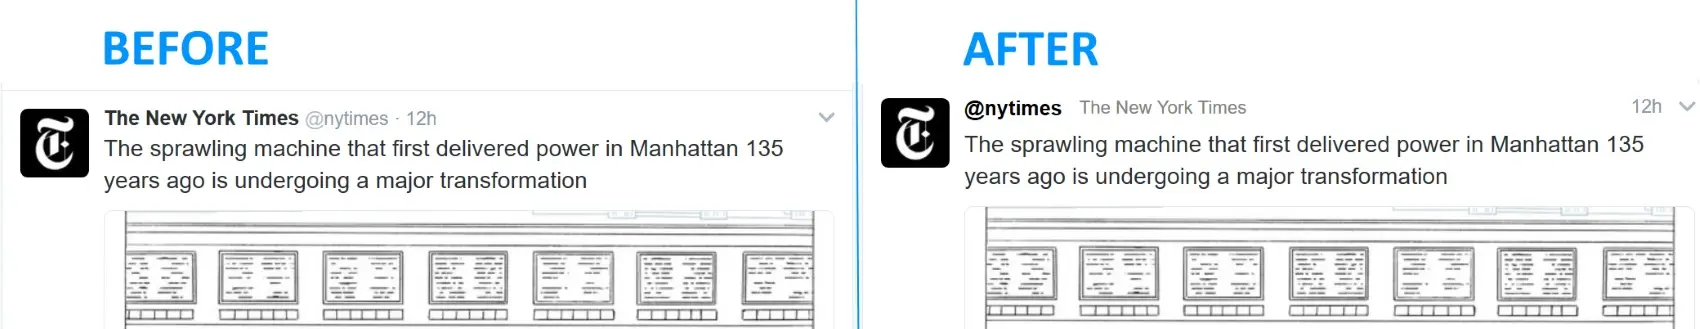 BEFORE
The New York Times @nytimes · 12h
The sprawling machine that first delivered power in Manhattan 135
years ago is undergoing a major transformation
AFTER
@nytimes The New York Times 12h
The sprawling machine that first delivered power in Manhattan 135
years ago is undergoing a major transformation